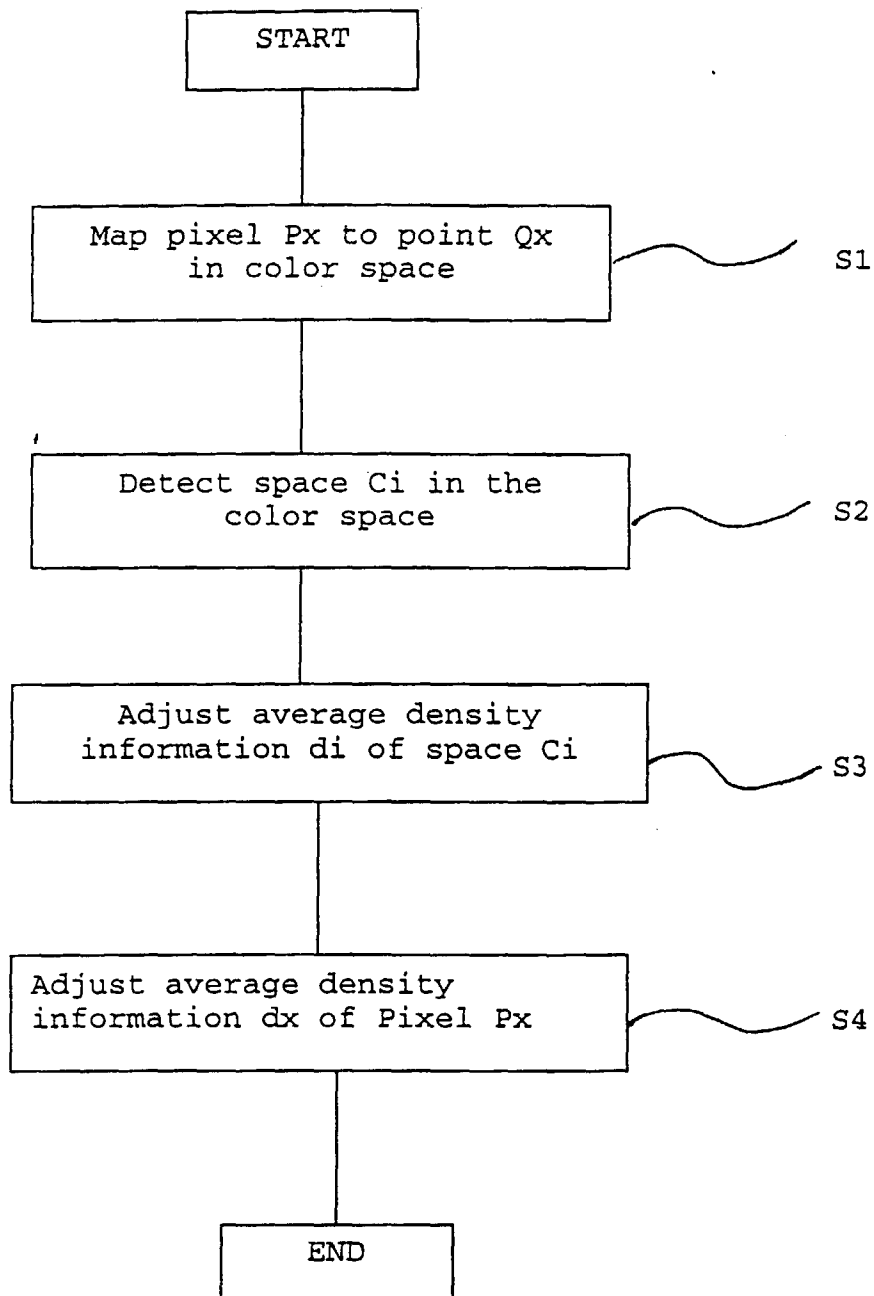 START
Map pixel Px to point Qx
in color space
S1
Detect space Ci in the
color space
S2
Adjust average density
information di of space Ci
S3
Adjust average density
information dx of Pixel Px
S4
END